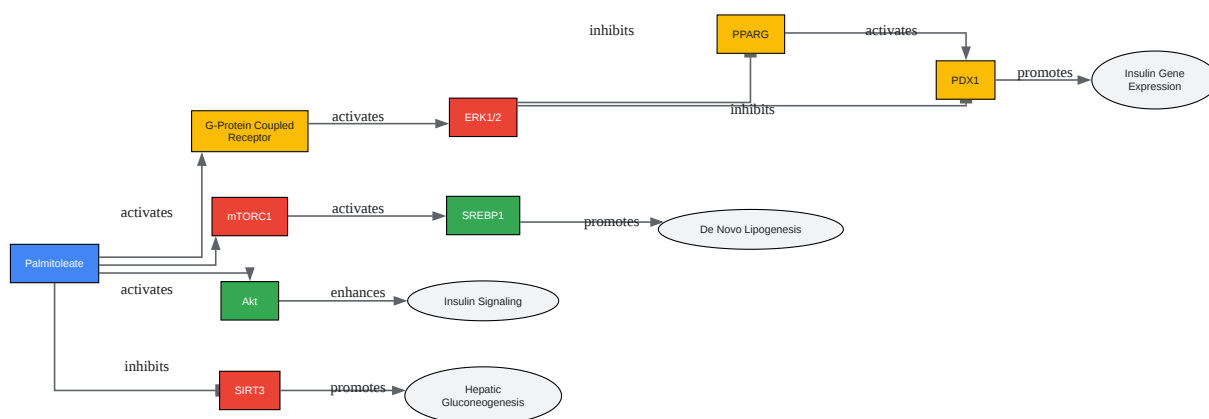 inhibits
PPARG
activates
PDX1
promotes
Insulin Gene
Expression
G-Protein Coupled
Receptor
activates
ERK1/2
inhibits
activates
mTORC1
activates
SREBP1
promotes
De Novo Lipogenesis
Palmitoleate
activates
Akt
enhances
Insulin Signaling
inhibits
SIRT3
promotes
Hepatic
Gluconeogenesis